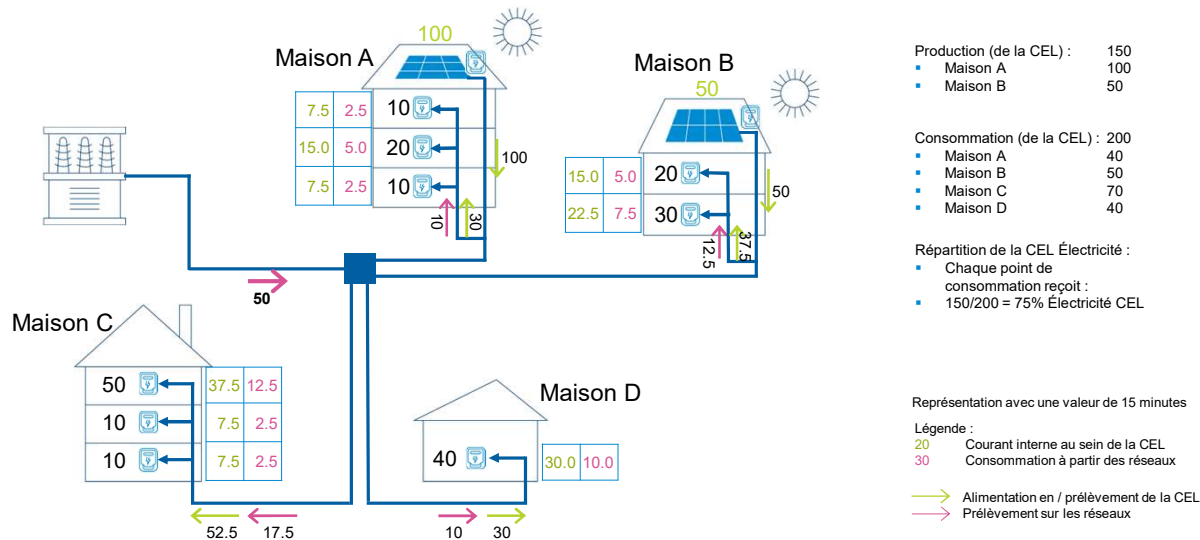 100
Maison A
10
7.5 2.5
20
15.0 5.0
10
7.5 2.5
100
10
30
Maison B
50
20
15.0 5.0
30
22.5 7.5
50
12.5
37.5
50
Maison C
50
37.5 12.5
10
7.5 2.5
10
7.5 2.5
52.5
17.5
Maison D
40
30.0 10.0
10
30
Production (de la CEL) : 150
▪ Maison A 100
▪ Maison B 50
Consommation (de la CEL) : 200
▪ Maison A 40
▪ Maison B 50
▪ Maison C 70
▪ Maison D 40
Répartition de la CEL Électricité :
▪ Chaque point de
consommation reçoit :
▪ 150/200 = 75% Électricité CEL
Représentation avec une valeur de 15 minutes
Légende :
20 Courant interne au sein de la CEL
30 Consommation à partir des réseaux
Alimentation en / prélèvement de la CEL
Prélèvement sur les réseaux